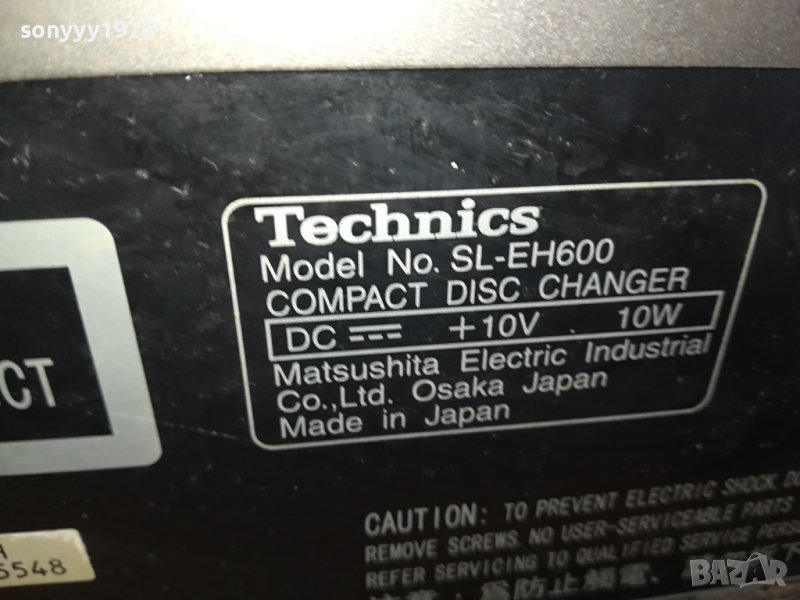 sonyyy1977
Technics
Model No. SL-EH600
COMPACT DISC CHANGER
DC +10V 10W
Matsushita Electric Industrial
Co.,Ltd. Osaka Japan
Made in Japan
CAUTION: TO PREVENT ELECTRIC SHOCK,
REMOVE SCREWS. NO USER-SERVICEABLE PARTS
REFER SERVICING TO QUALIFIED SERVICE
5548
BAZAR